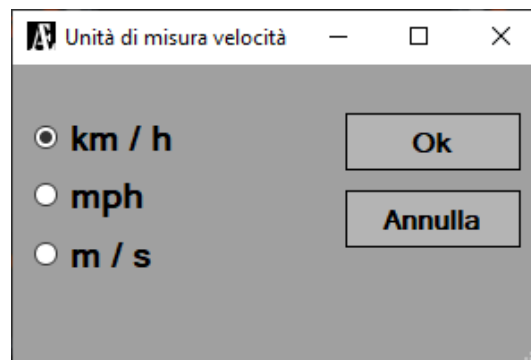 Unità di misura velocità
km / h
Ok
mph
Annulla
m / s